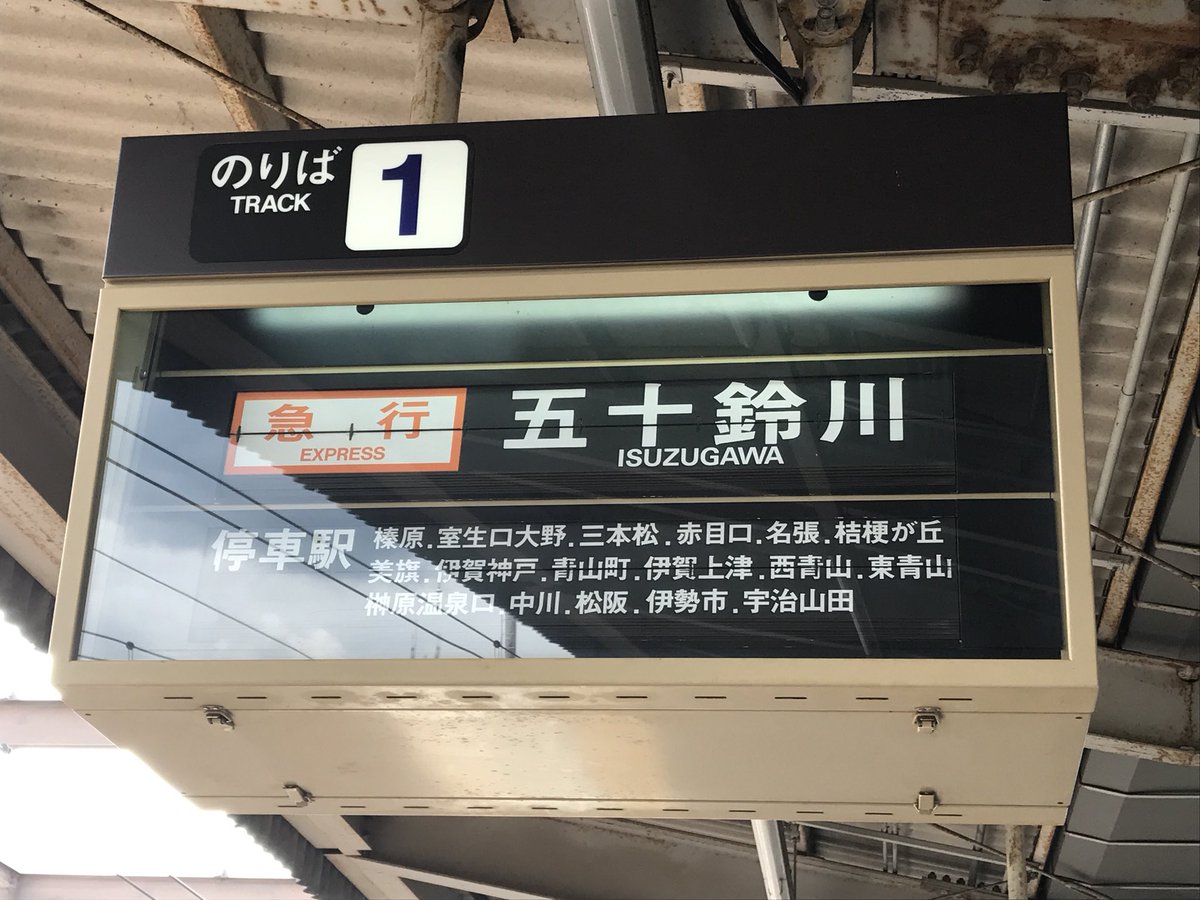 のりば 1
TRACK
急行 五十鈴川
EXPRESS ISUZUGAWA
停車駅 榛原.室生口大野.三本松.赤目口.名張.桔梗が丘
美旗.伊賀神戸.青山町.伊賀上津.西青山.東青山
榊原温泉口.中川.松阪.伊勢市.宇治山田